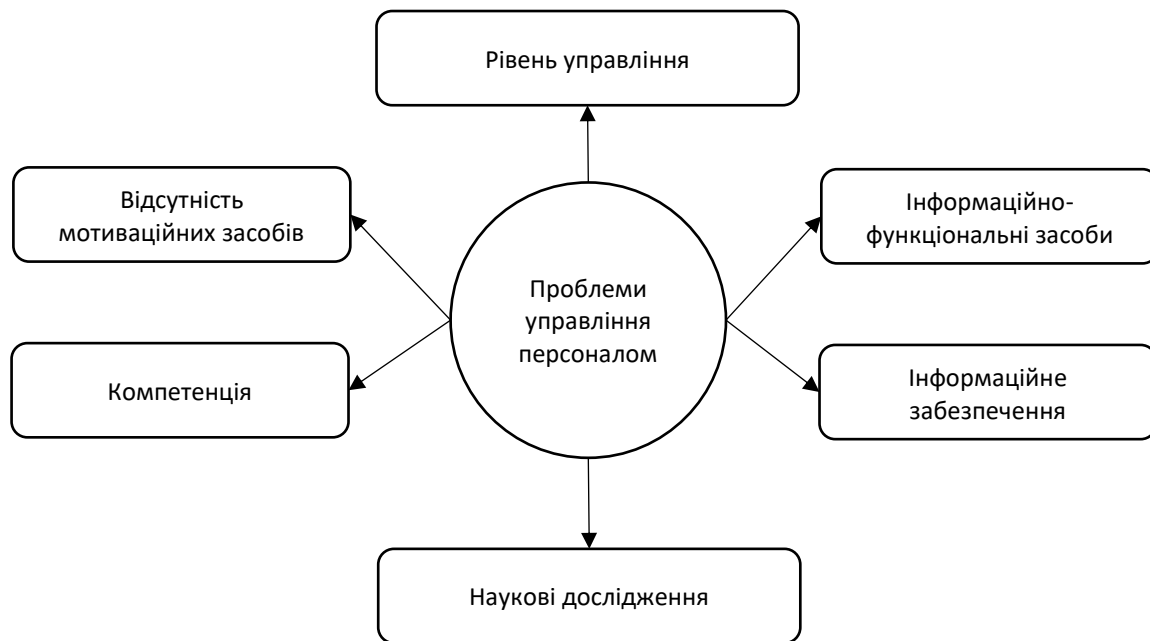 Рівень управління
Відсутність
мотиваційних засобів
Інформаційно-
функціональні засоби
Проблеми
управління
персоналом
Компетенція
Інформаційне
забезпечення
Наукові дослідження